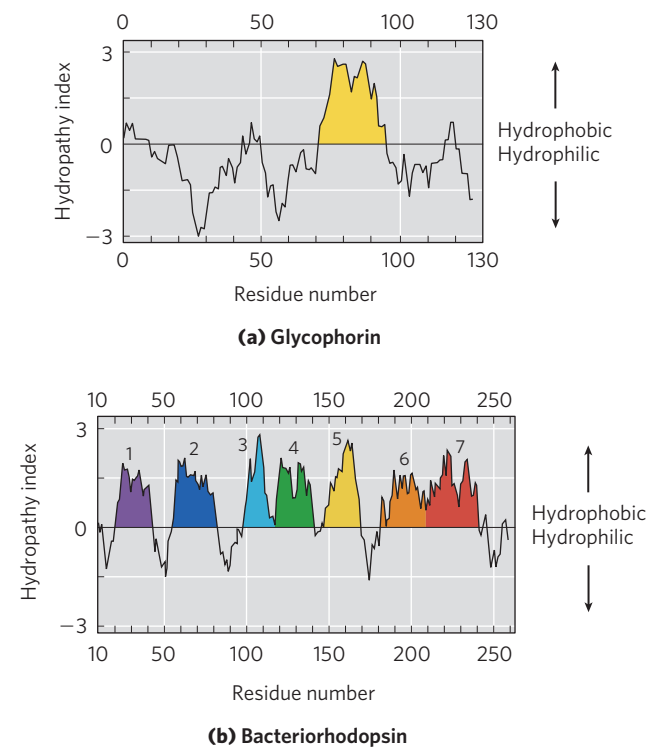 0 50 100 130
3
0
−3
Hydropathy index
Hydrophobic
Hydrophilic
0 50 100 130
Residue number
(a) Glycophorin
10 50 100 150 200 250
3
0
−3
Hydropathy index
1 2 3 4 5 6 7
Hydrophobic
Hydrophilic
10 50 100 150 200 250
Residue number
(b) Bacteriorhodopsin